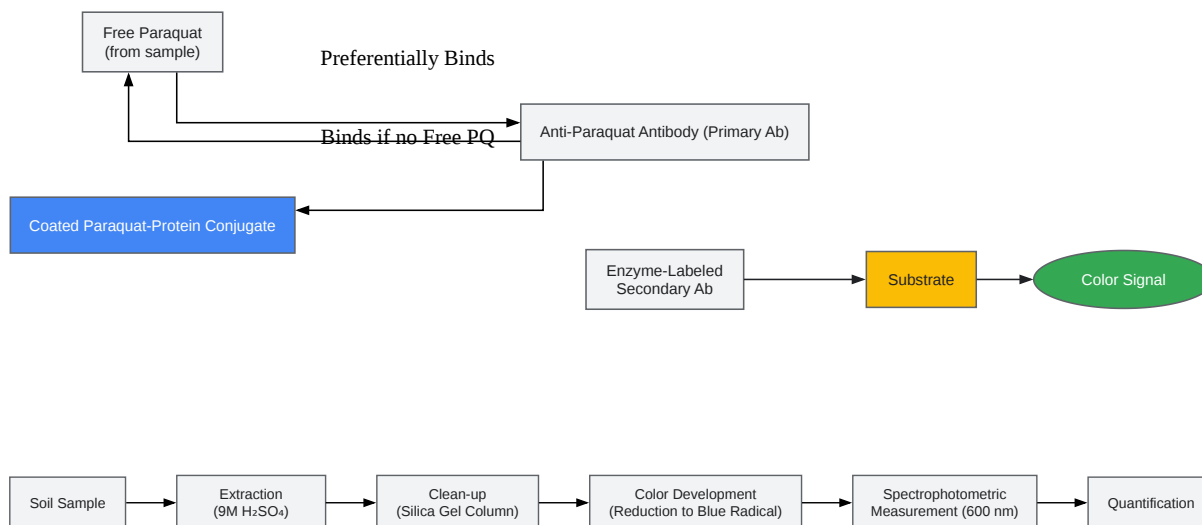 Free Paraquat
(from sample)
Preferentially Binds
Anti-Paraquat Antibody (Primary Ab)
Binds if no Free PQ
Coated Paraquat-Protein Conjugate
Enzyme-Labeled
Secondary Ab
Substrate
Color Signal
Soil Sample
Extraction
(9M H₂SO₄)
Clean-up
(Silica Gel Column)
Color Development
(Reduction to Blue Radical)
Spectrophotometric
Measurement (600 nm)
Quantification